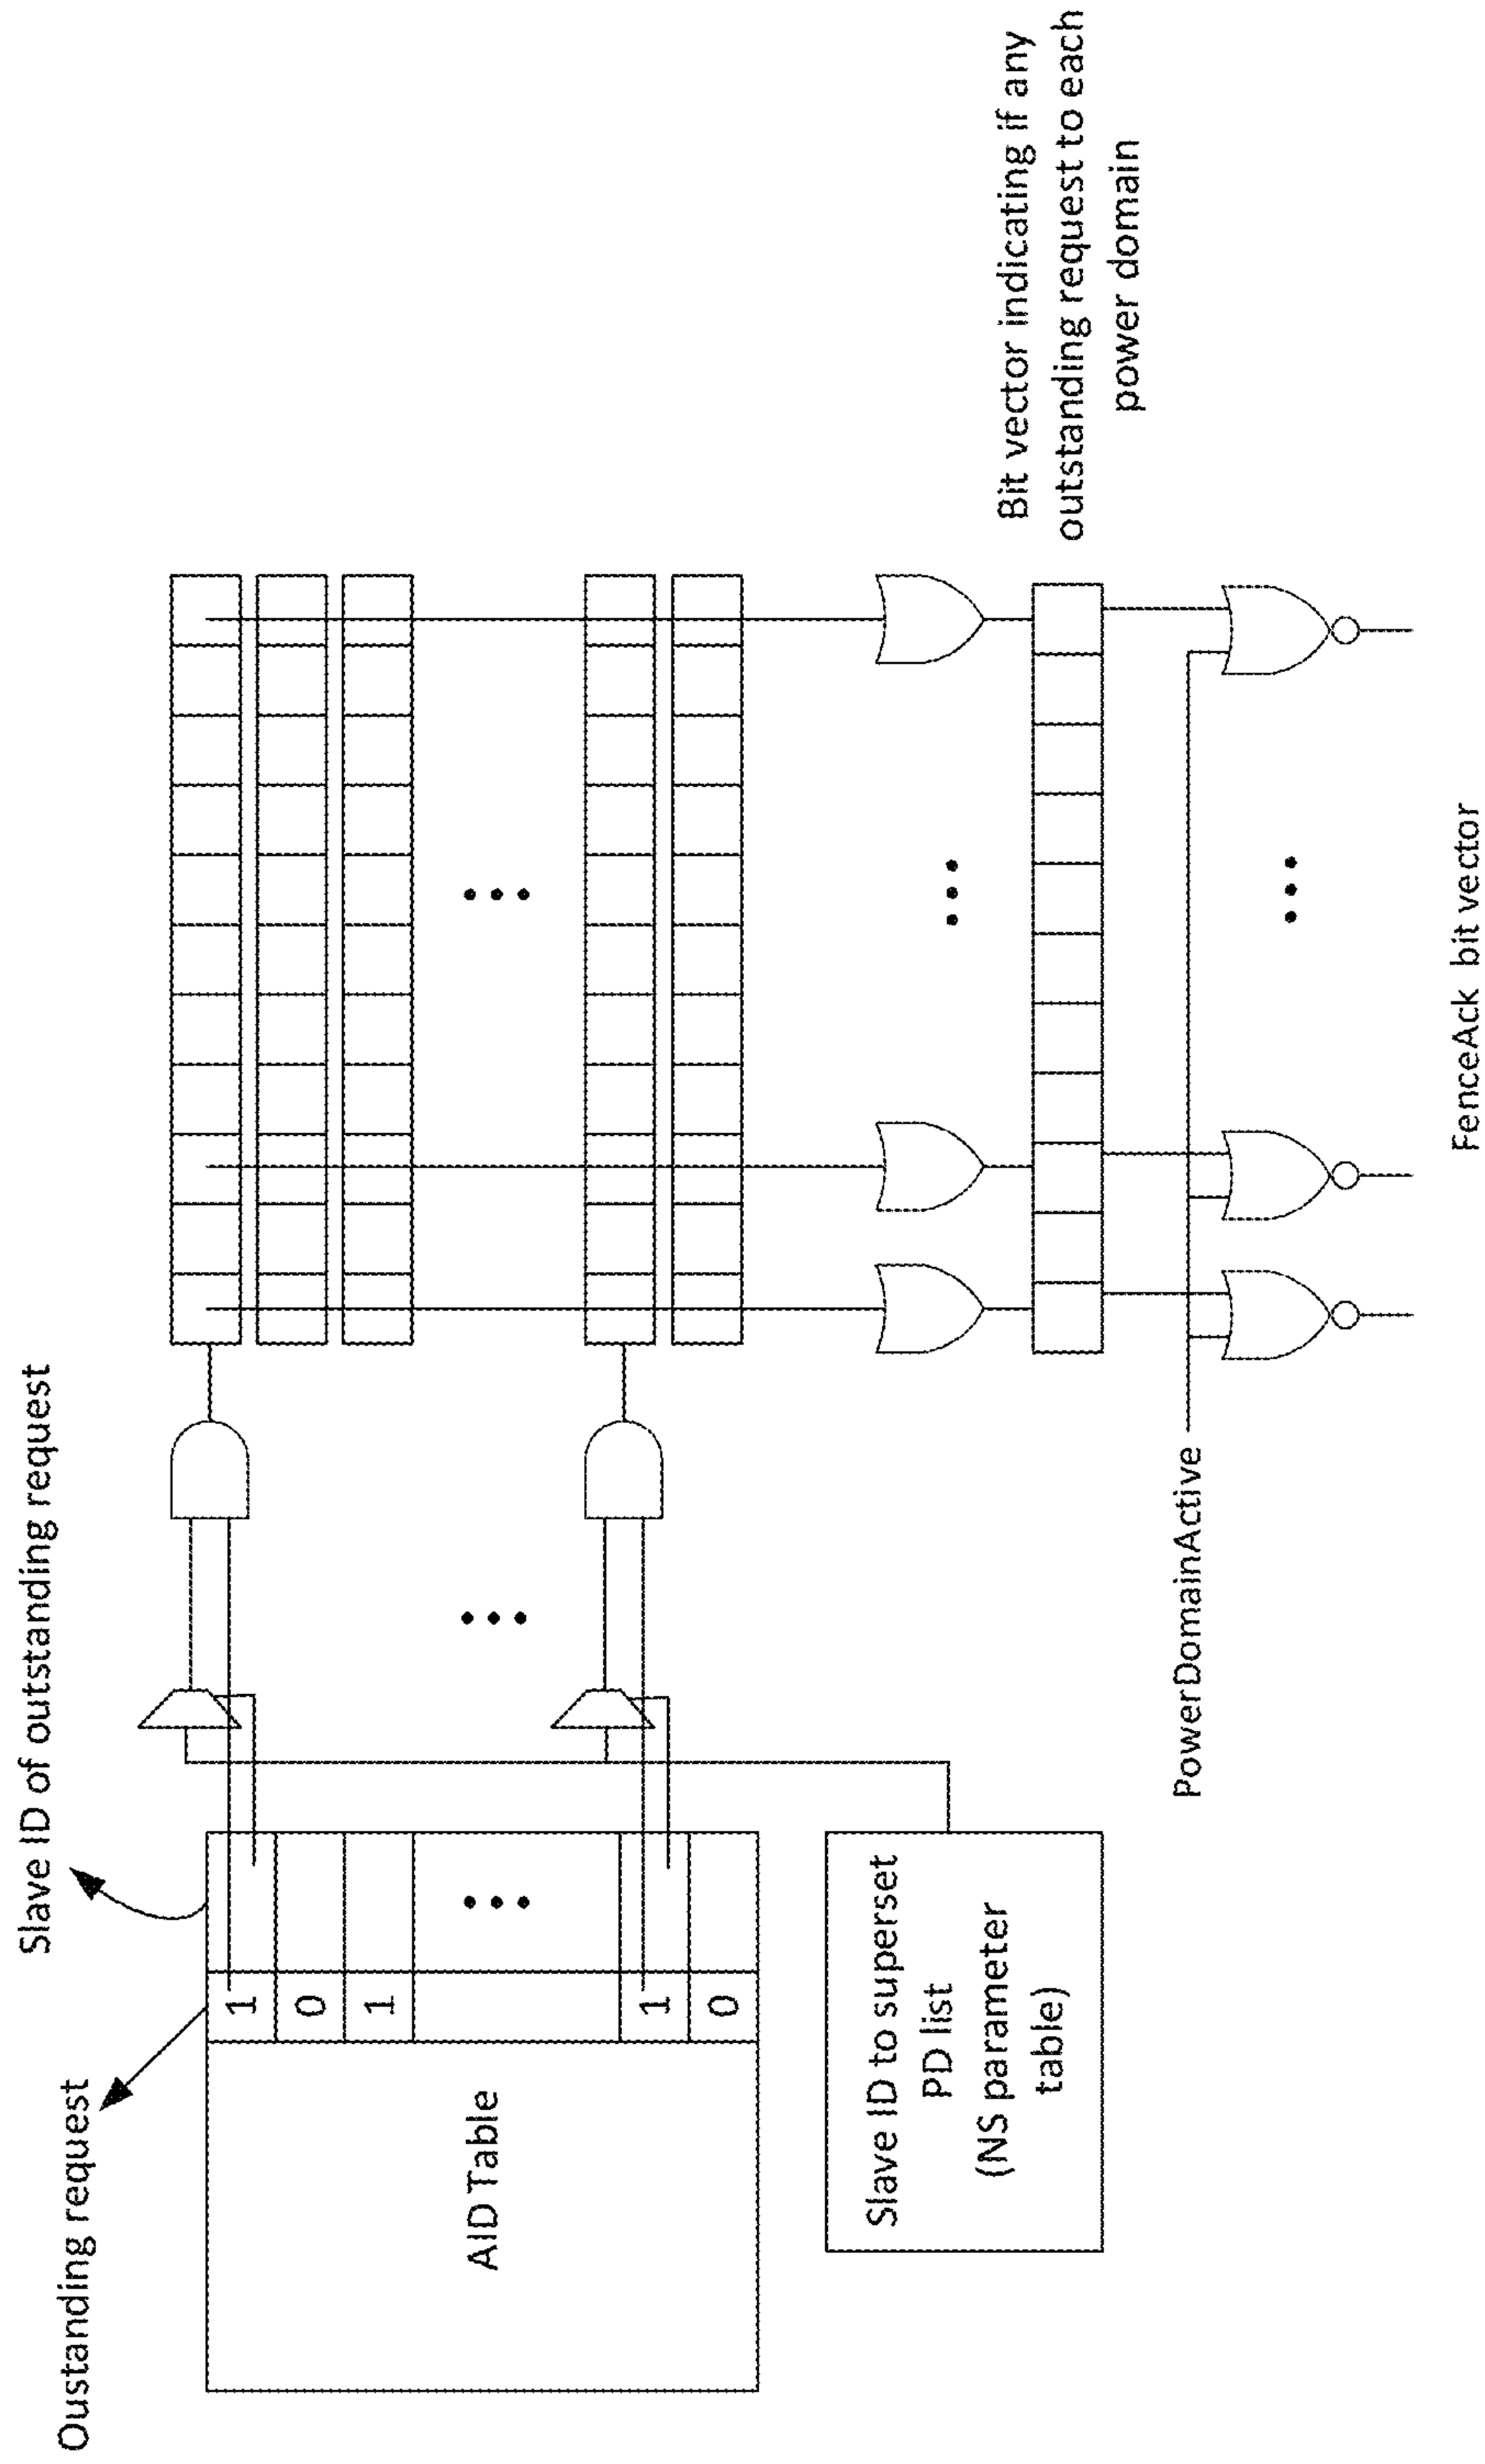 Oustanding request
Slave ID of outstanding request
1
0
1
1
0
AID Table
Slave ID to superset
PD list
(NS parameter
table)
Bit vector indicating if any
outstanding request to each
power domain
PowerDomainActive
FenceAck bit vector